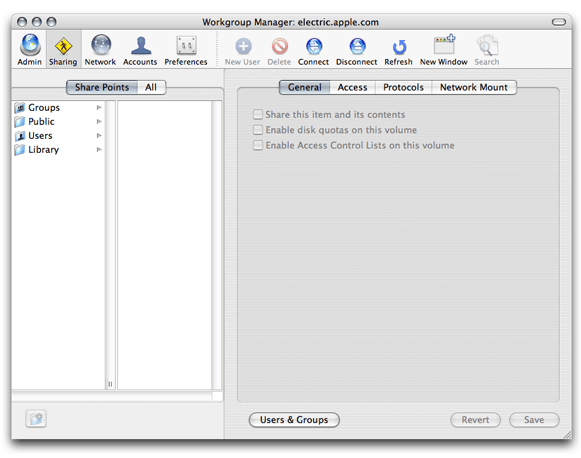 Workgroup Manager: electric.apple.com
Admin Sharing Network Accounts Preferences New User Delete Connect Disconnect Refresh New Window Search
Share Points All
General Access Protocols Network Mount
Groups
Public
Users
Library
Share this item and its contents
Enable disk quotas on this volume
Enable Access Control Lists on this volume
Users & Groups Revert Save